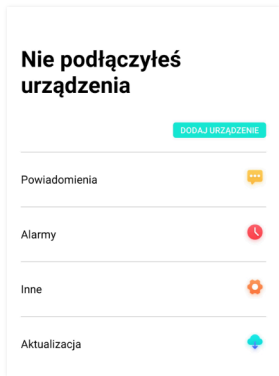 Nie podłączyłeś
urządzenia
DODAJ URZĄDZENIE
Powiadomienia
Alarmy
Inne
Aktualizacja